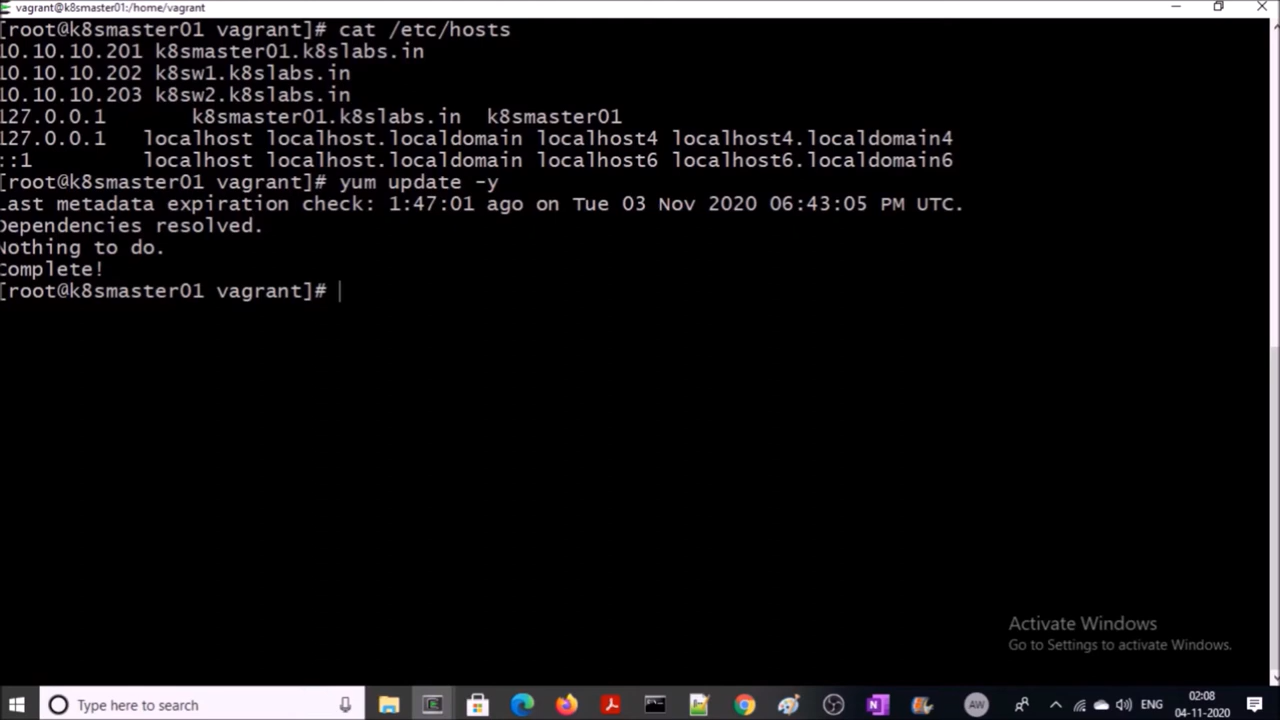 vagrant@k8smaster01:/home/vagrant
[root@k8smaster01 vagrant]# cat /etc/hosts
10.10.10.201 k8smaster01.k8slabs.in
10.10.10.202 k8sw1.k8slabs.in
10.10.10.203 k8sw2.k8slabs.in
127.0.0.1 k8smaster01.k8slabs.in k8smaster01
127.0.0.1 localhost localhost.localdomain localhost4 localhost4.localdomain4
::1 localhost localhost.localdomain localhost6 localhost6.localdomain6
[root@k8smaster01 vagrant]# yum update -y
Last metadata expiration check: 1:47:01 ago on Tue 03 Nov 2020 06:43:05 PM UTC.
Dependencies resolved.
Nothing to do.
Complete!
[root@k8smaster01 vagrant]#
Activate Windows
Go to Settings to activate Windows.
Type here to search
AW
ENG
02:08
04-11-2020